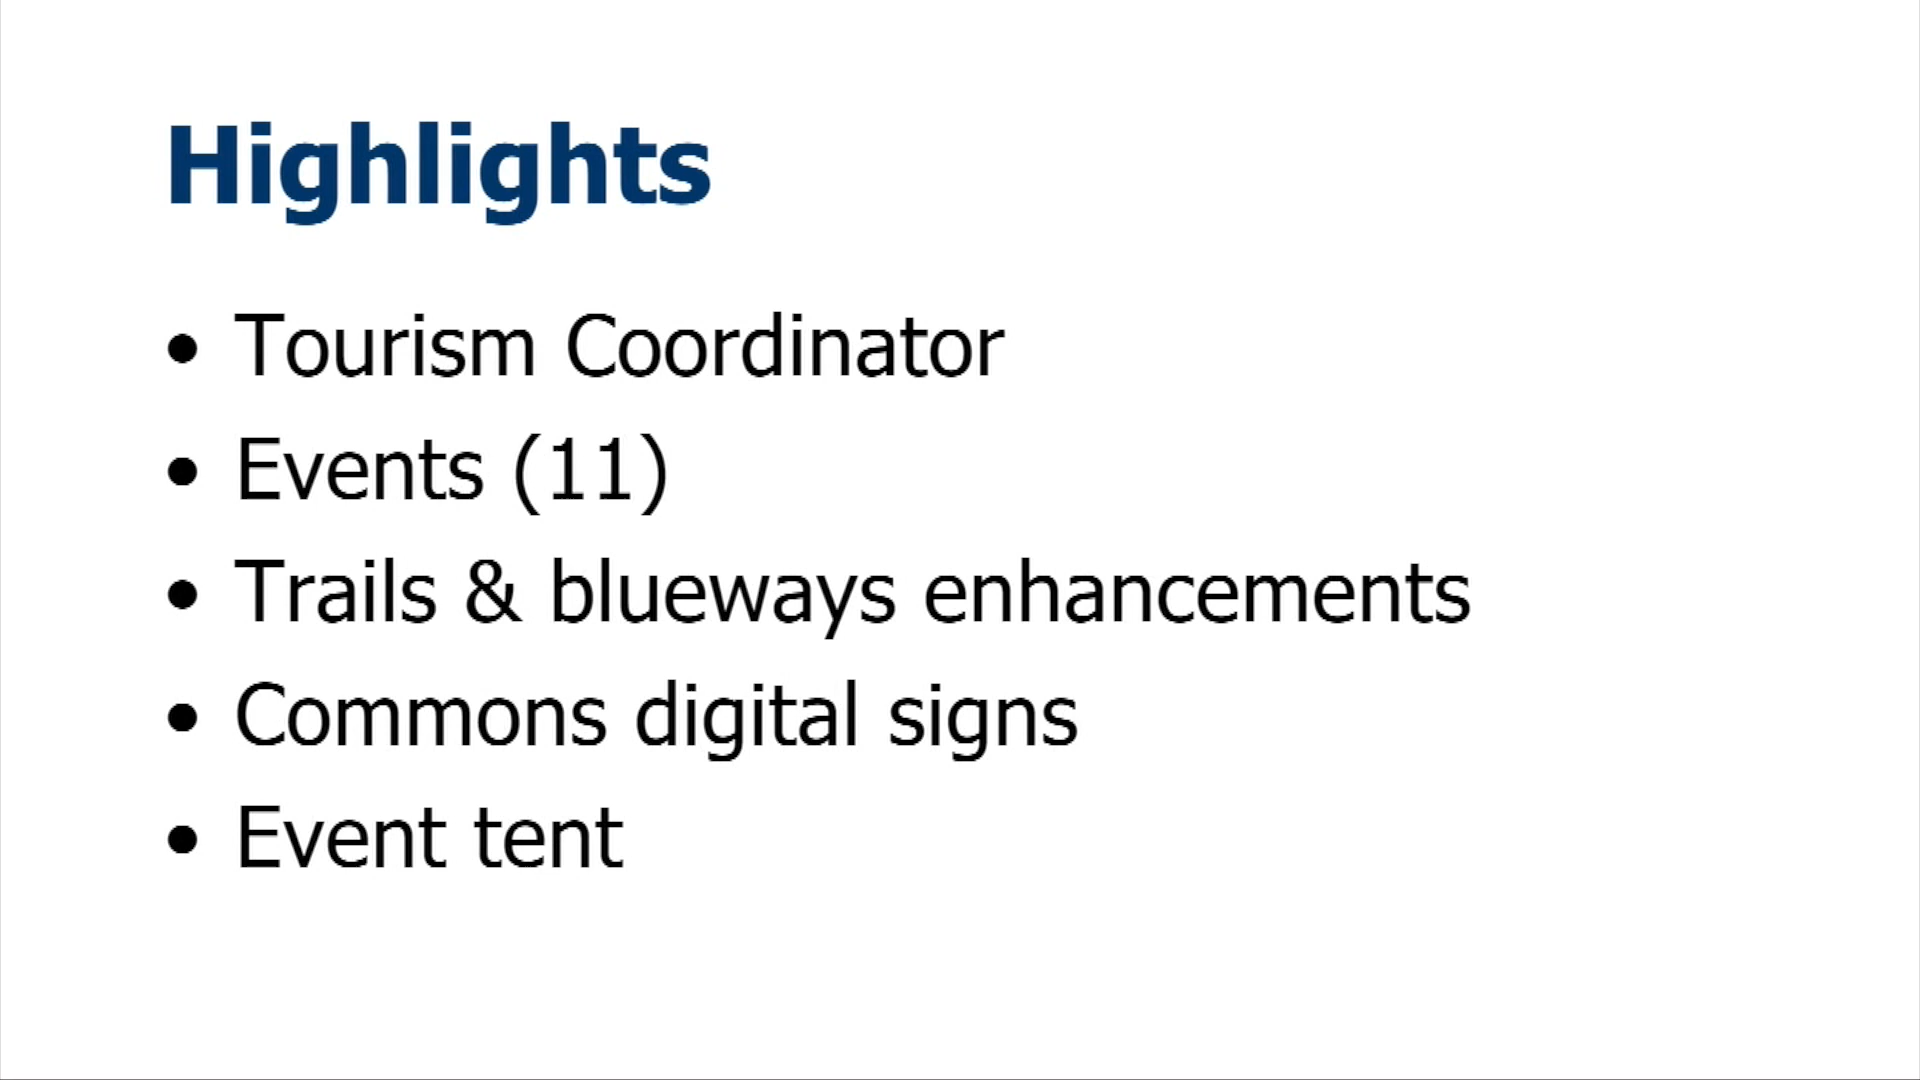 Highlights
• Tourism Coordinator
• Events (11)
• Trails & blueways enhancements
• Commons digital signs
• Event tent